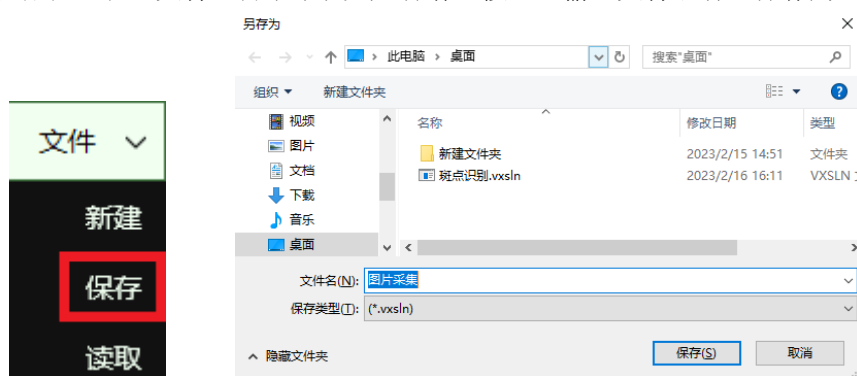 文件
新建
保存
读取
另存为
此电脑 › 桌面
搜索"桌面"
组织
新建文件夹
视频
图片
文档
下载
音乐
桌面
名称 修改日期 类型
新建文件夹 2023/2/15 14:51 文件夹
斑点识别.vxsln 2023/2/16 16:11 VXSLN
文件名(N): 图片采集
保存类型(T): (*.vxsln)
隐藏文件夹
保存(S) 取消